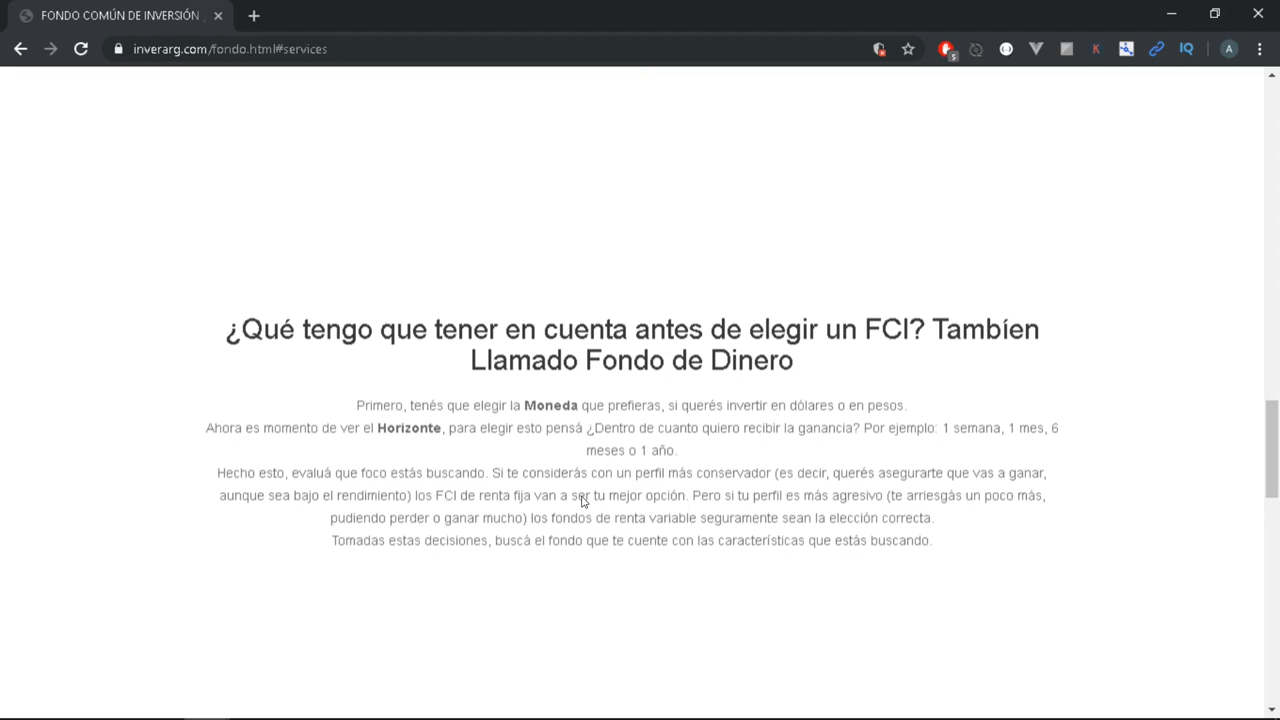 FONDO COMÚN DE INVERSIÓN
inverarg.com/fondo.html#services
5
K
IQ
A
¿Qué tengo que tener en cuenta antes de elegir un FCI? Tambíen
Llamado Fondo de Dinero
Primero, tenés que elegir la Moneda que prefieras, si querés invertir en dólares o en pesos.
Ahora es momento de ver el Horizonte, para elegir esto pensá ¿Dentro de cuanto quiero recibir la ganancia? Por ejemplo: 1 semana, 1 mes, 6
meses o 1 año.
Hecho esto, evaluá que foco estás buscando. Si te considerás con un perfil más conservador (es decir, querés asegurarte que vas a ganar,
aunque sea bajo el rendimiento) los FCI de renta fija van a ser tu mejor opción. Pero si tu perfil es más agresivo (te arriesgás un poco más,
pudiendo perder o ganar mucho) los fondos de renta variable seguramente sean la elección correcta.
Tomadas estas decisiones, buscá el fondo que te cuente con las características que estás buscando.